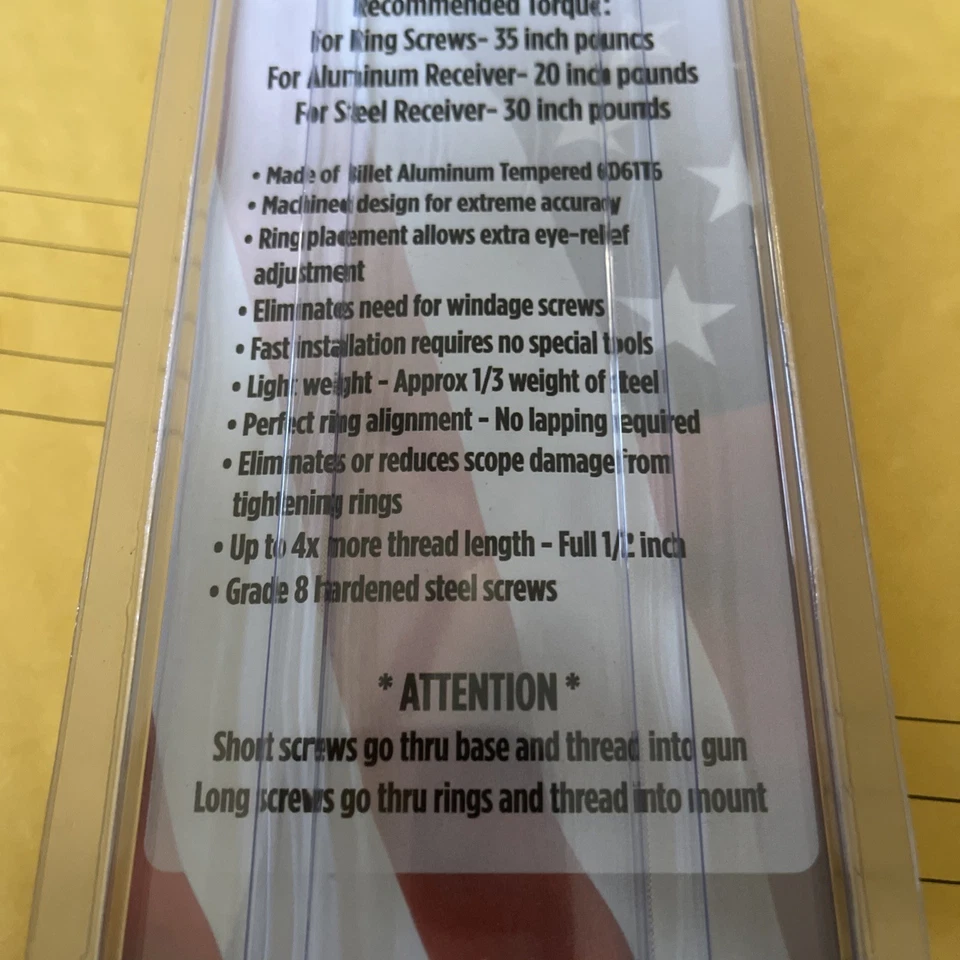 Recommended Torque:
For Ring Screws- 35 inch pounds
For Aluminum Receiver- 20 inch pounds
For Steel Receiver- 30 inch pounds
• Made of Billet Aluminum Tempered 6061T6
• Machined design for extreme accuracy
• Ring placement allows extra eye-relief
adjustment
• Eliminates need for windage screws
• Fast installation requires no special tools
• Light weight - Approx 1/3 weight of steel
• Perfect ring alignment - No lapping required
• Eliminates or reduces scope damage from
tightening rings
• Up to 4x more thread length - Full 1/2 inch
• Grade 8 hardened steel screws
* ATTENTION *
Short screws go thru base and thread into gun
Long screws go thru rings and thread into mount